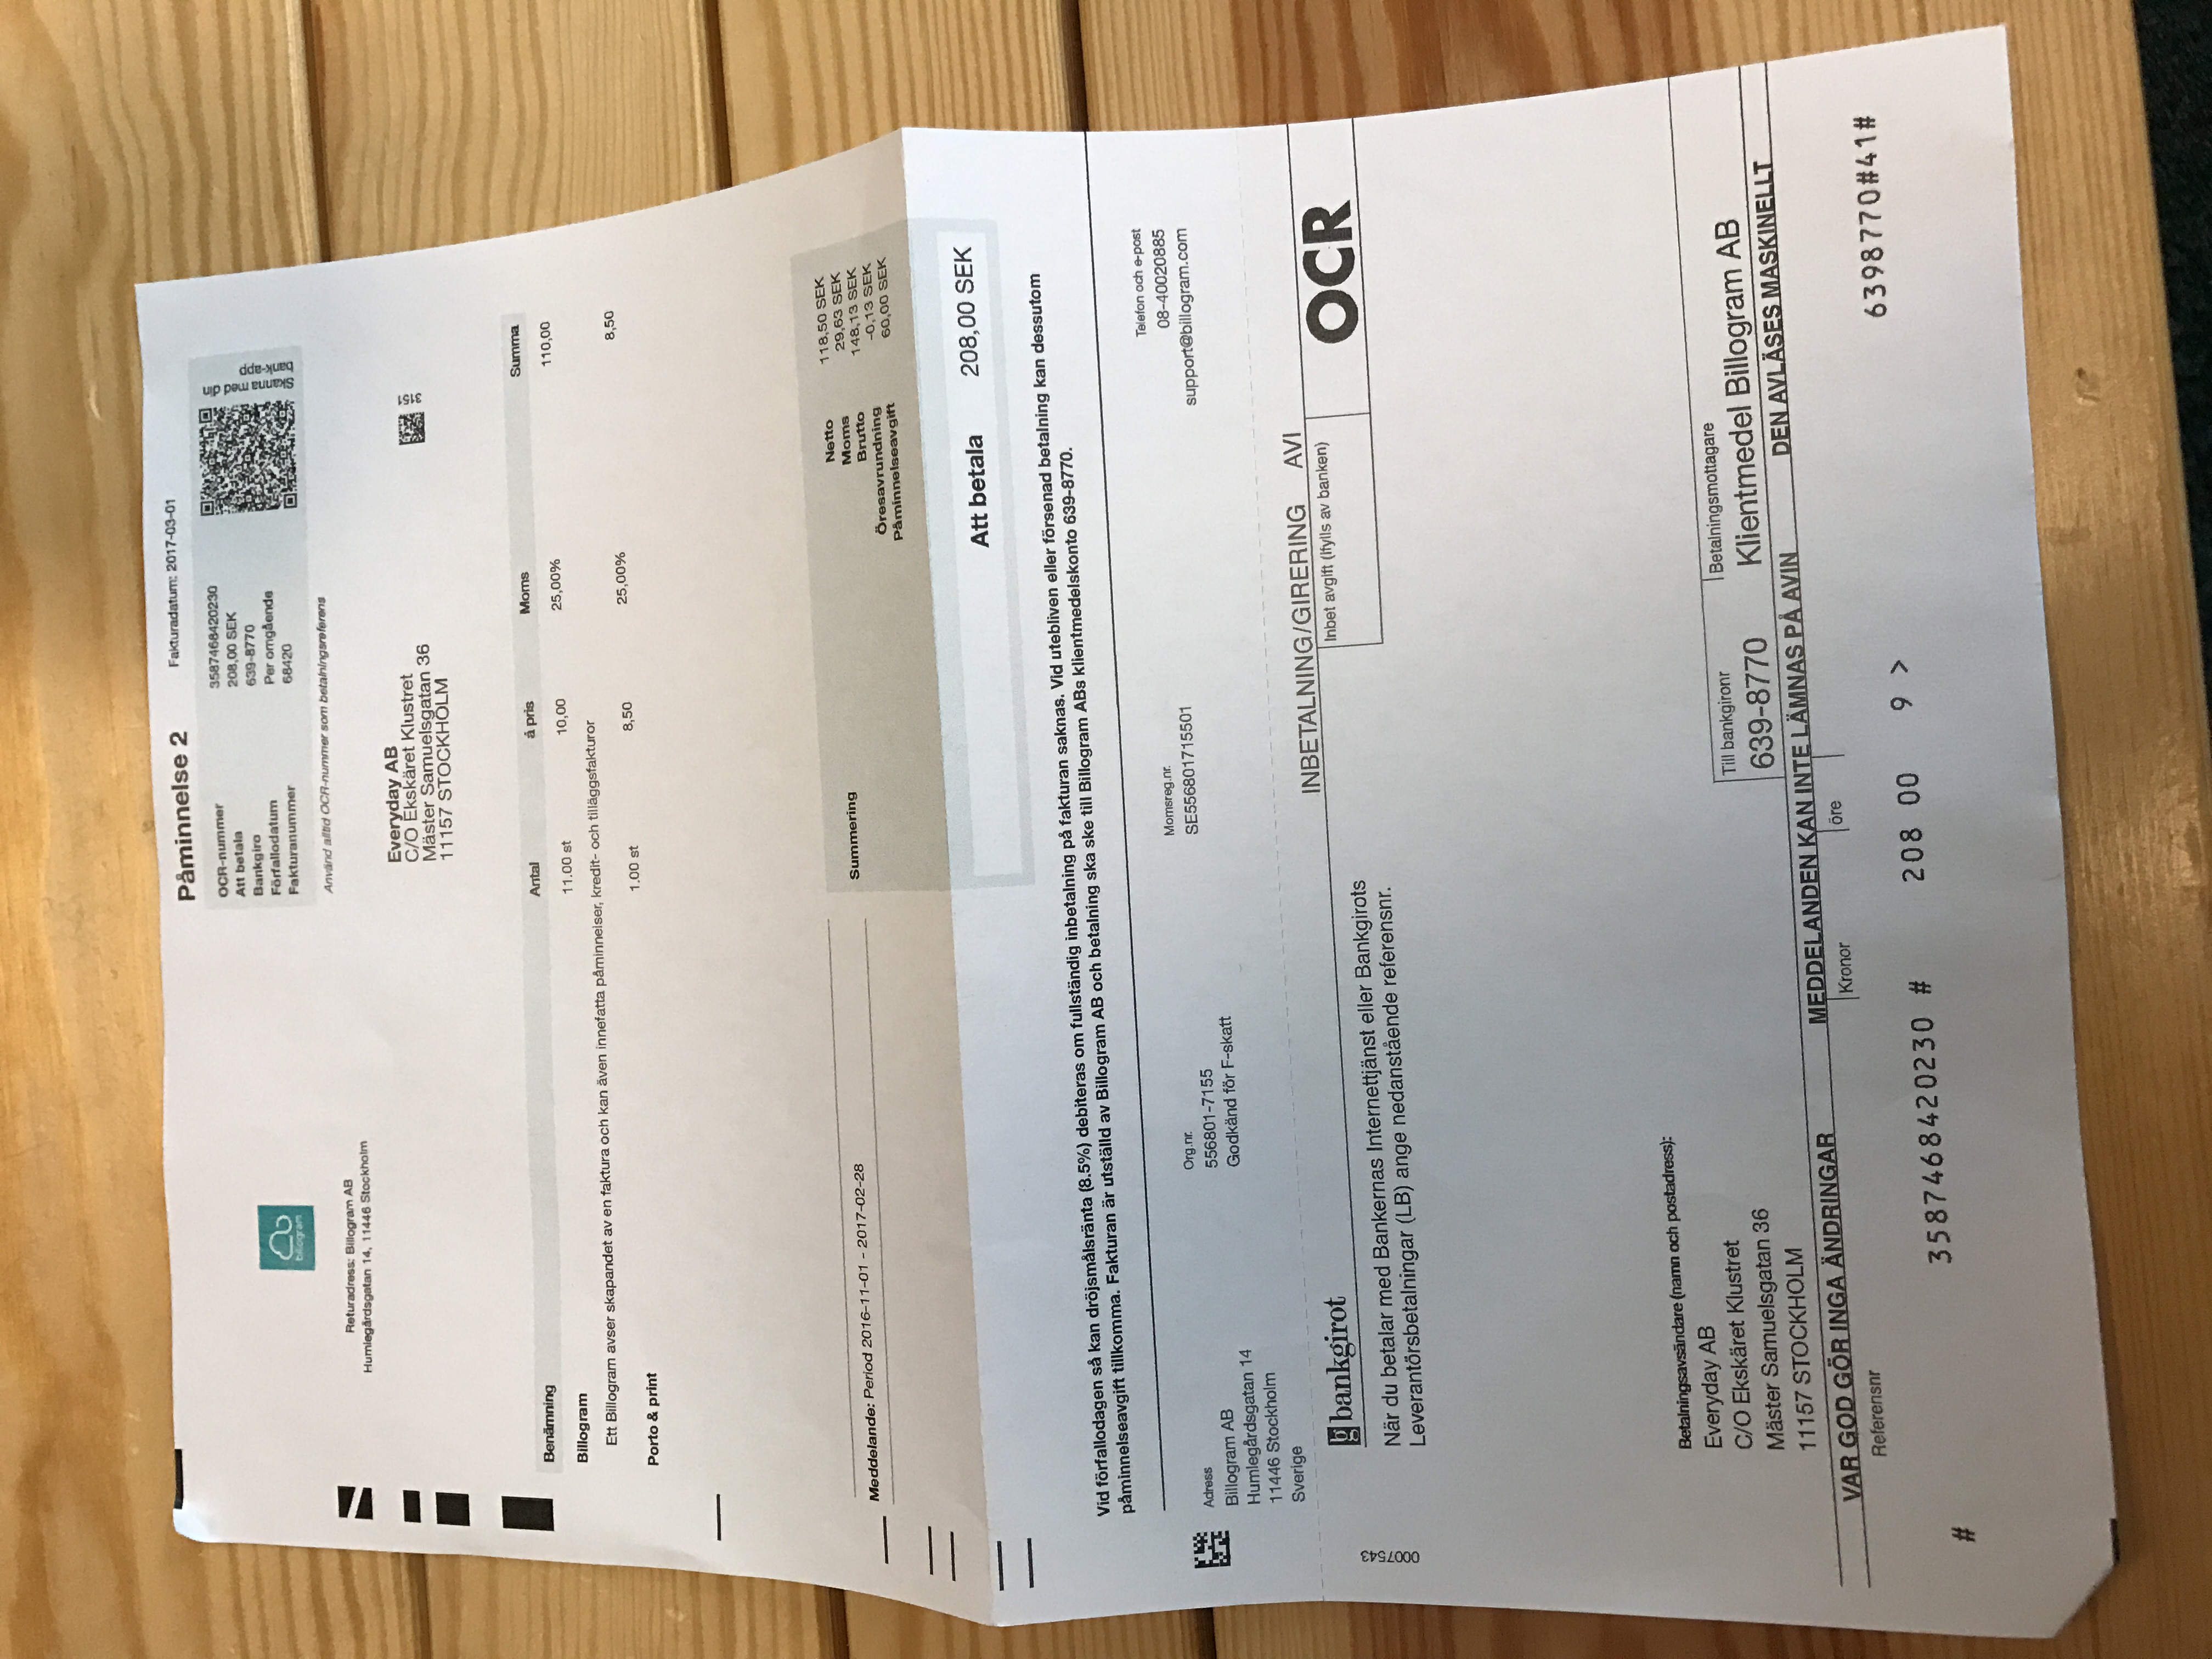 Påminnelse 2
Fakturadatum: 2017-03-01
OCR-nummer 3587468420230
Att betala 208,00 SEK
Bankgiro 639-8770
Förfallodatum Per omgående
Fakturanummer 68420
Skanna med din
bank-app
Använd alltid OCR-nummer som betalningsreferens
billogram
Returadress: Billogram AB
Humlegårdsgatan 14, 11446 Stockholm
Everyday AB
C/O Ekskäret Klustret
Mäster Samuelsgatan 36
11157 STOCKHOLM
3151
Benämning Antal à pris Moms Summa
Billogram 11.00 st 10,00 25,00% 110,00
Ett Billogram avser skapandet av en faktura och kan även innefatta påminnelser, kredit- och tilläggsfakturor
Porto & print 1.00 st 8,50 25,00% 8,50
Meddelande: Period 2016-11-01 - 2017-02-28
Summering
Netto 118,50 SEK
Moms 29,63 SEK
Brutto 148,13 SEK
Öresavrundning -0,13 SEK
Påminnelseavgift 60,00 SEK
Att betala 208,00 SEK
Vid förfallodagen så kan dröjsmålsränta (8.5%) debiteras om fullständig inbetalning på fakturan saknas. Vid utebliven eller försenad betalning kan dessutom
påminnelseavgift tillkomma. Fakturan är utställd av Billogram AB och betalning ska ske till Billogram ABs klientmedelskonto 639-8770.
Adress
Billogram AB
Humlegårdsgatan 14
11446 Stockholm
Sverige
Org.nr.
556801-7155
Godkänd för F-skatt
Momsreg.nr.
SE556801715501
Telefon och e-post
08-40020885
support@billogram.com
0007543
bankgirot
INBETALNING/GIRERING AVI
Inbet avgift (ifylls av banken)
OCR
När du betalar med Bankernas Internettjänst eller Bankgirots
Leverantörsbetalningar (LB) ange nedanstående referensnr.
Betalningsavsändare (namn och postadress):
Everyday AB
C/O Ekskäret Klustret
Mäster Samuelsgatan 36
11157 STOCKHOLM
Till bankgironr
639-8770
Betalningsmottagare
Klientmedel Billogram AB
VAR GOD GÖR INGA ÄNDRINGAR MEDDELANDEN KAN INTE LÄMNAS PÅ AVIN DEN AVLÄSES MASKINELLT
Referensnr Kronor öre
# 3587468420230 # 208 00 9 > 6398770#41#